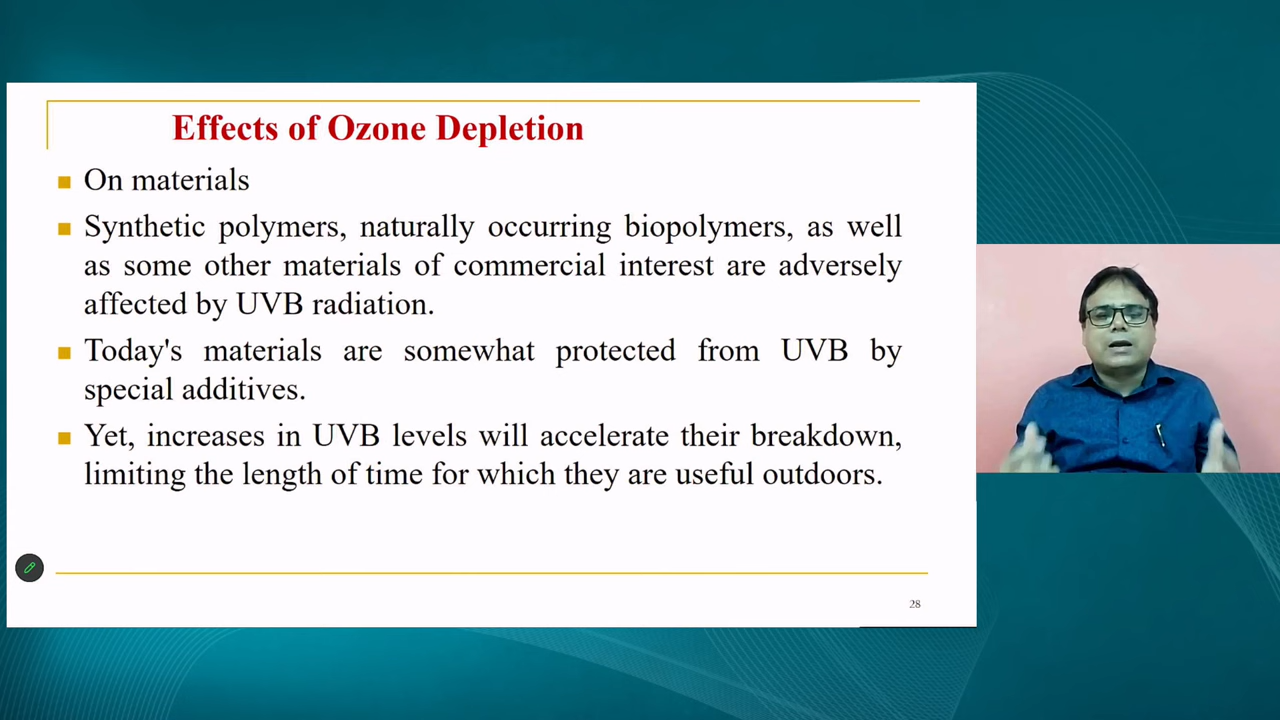 Effects of Ozone Depletion
On materials
Synthetic polymers, naturally occurring biopolymers, as well
as some other materials of commercial interest are adversely
affected by UVB radiation.
Today's materials are somewhat protected from UVB by
special additives.
Yet, increases in UVB levels will accelerate their breakdown,
limiting the length of time for which they are useful outdoors.
28